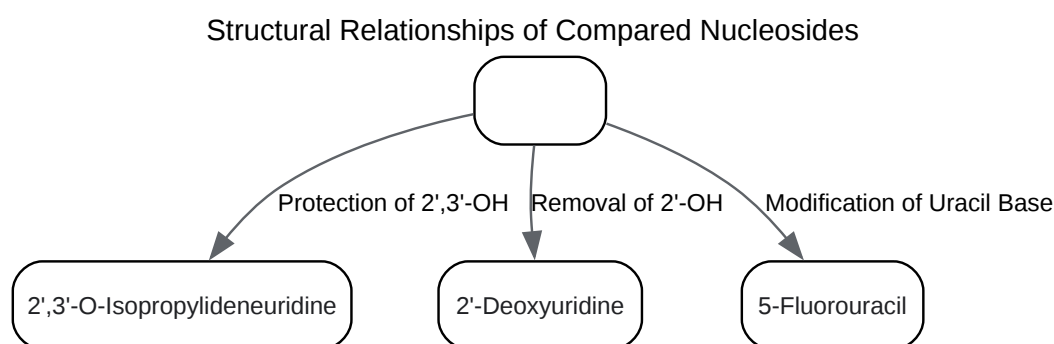 Structural Relationships of Compared Nucleosides
Protection of 2',3'-OH
Removal of 2'-OH
Modification of Uracil Base
2',3'-O-Isopropylideneuridine
2'-Deoxyuridine
5-Fluorouracil